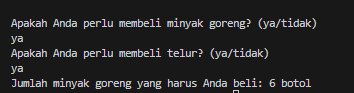 Apakah Anda perlu membeli minyak goreng? (ya/tidak)
ya
Apakah Anda perlu membeli telur? (ya/tidak)
ya
Jumlah minyak goreng yang harus Anda beli: 6 botol